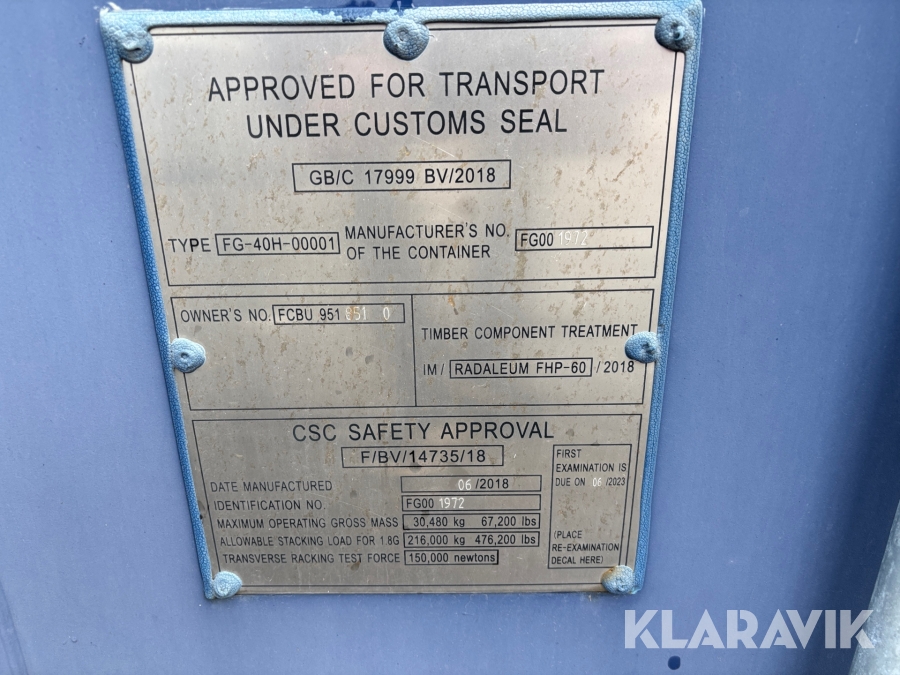 APPROVED FOR TRANSPORT
UNDER CUSTOMS SEAL
GB/C 17999 BV/2018
TYPE FG-40H-00001 MANUFACTURER'S NO. OF THE CONTAINER FG00 1972
OWNER'S NO. FCBU 951 651 0
TIMBER COMPONENT TREATMENT
IM/ RADALEUM FHP-60 /2018
CSC SAFETY APPROVAL
F/BV/14735/18
DATE MANUFACTURED 06/2018
IDENTIFICATION NO. FG00 1972
MAXIMUM OPERATING GROSS MASS 30,480 kg 67,200 lbs
ALLOWABLE STACKING LOAD FOR 1.8G 216,000 kg 476,200 lbs
TRANSVERSE RACKING TEST FORCE 150,000 newtons
FIRST
EXAMINATION IS
DUE ON 06/2023
(PLACE
RE-EXAMINATION
DECAL HERE)
KLARAVIK